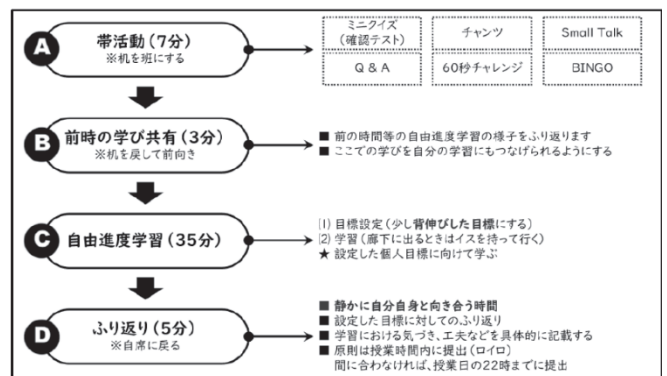 A
帯活動(7分)
※机を班にする
ミニクイズ
(確認テスト)
チャンツ
Small Talk
Q & A
60秒チャレンジ
BINGO
B
前時の学び共有(3分)
※机を戻して前向き
■ 前の時間等の自由進度学習の様子をふり返ります
■ ここでの学びを自分の学習にもつなげられるようにする
C
自由進度学習(35分)
⑴ 目標設定(少し背伸びした目標にする)
⑵ 学習(廊下に出るときはイスを持って行く)
★ 設定した個人目標に向けて学ぶ
D
ふり返り(5分)
※自席に戻る
■ 静かに自分自身と向き合う時間
■ 設定した目標に対してのふり返り
■ 学習における気づき、工夫などを具体的に記載する
■ 原則は授業時間内に提出(ロイロ)
間に合わなければ、授業日の22時までに提出